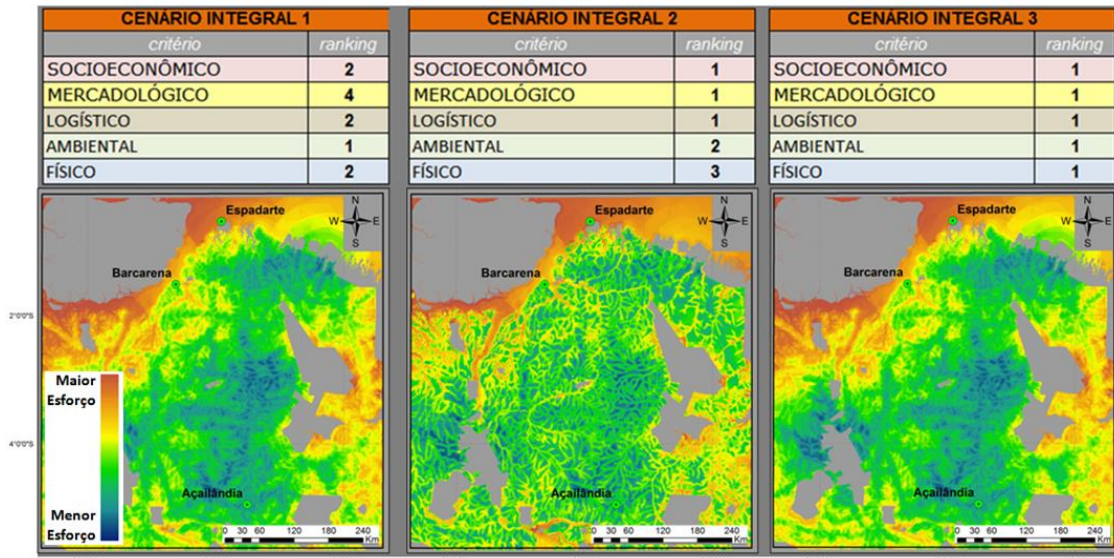 CENÁRIO INTEGRAL 1
critério ranking
SOCIOECONÔMICO 2
MERCADOLÓGICO 4
LOGÍSTICO 2
AMBIENTAL 1
FÍSICO 2
CENÁRIO INTEGRAL 2
critério ranking
SOCIOECONÔMICO 1
MERCADOLÓGICO 1
LOGÍSTICO 1
AMBIENTAL 2
FÍSICO 3
CENÁRIO INTEGRAL 3
critério ranking
SOCIOECONÔMICO 1
MERCADOLÓGICO 1
LOGÍSTICO 1
AMBIENTAL 1
FÍSICO 1
N
W E
S
Espadarte
Barcarena
2°0'0"S
Maior
Esforço
4°0'0"S
Açailândia
Menor
Esforço
0 30 60 120 180 240
Km
N
W E
S
Espadarte
Barcarena
Açailândia
0 30 60 120 180 240
Km
N
W E
S
Espadarte
Barcarena
Açailândia
0 30 60 120 180 240
Km